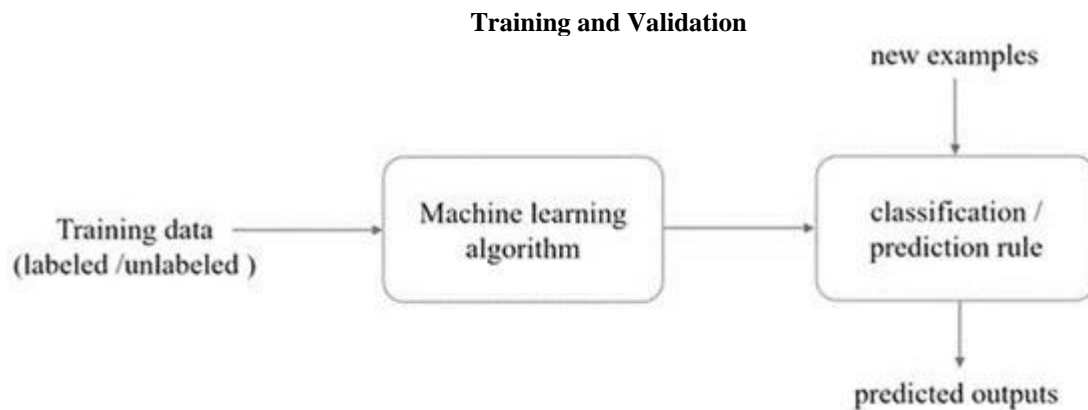 Training and Validation
new examples
Training data
(labeled /unlabeled )
Machine learning
algorithm
classification /
prediction rule
predicted outputs